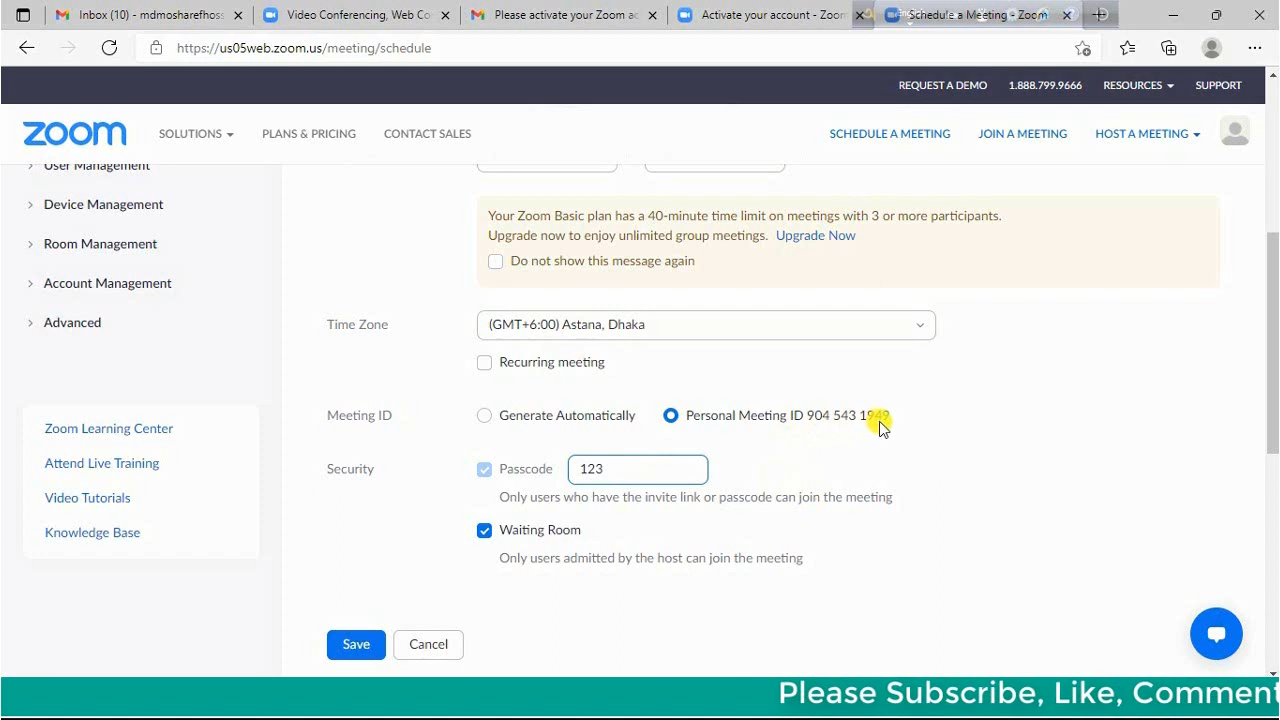 Inbox (10) - mdmosharefhoss
Video Conferencing, Web Co
Please activate your Zoom ac
Activate your account - Zoom
Schedule a Meeting - Zoom
https://us05web.zoom.us/meeting/schedule
REQUEST A DEMO 1.888.799.9666 RESOURCES SUPPORT
zoom SOLUTIONS PLANS & PRICING CONTACT SALES SCHEDULE A MEETING JOIN A MEETING HOST A MEETING
User Management
Device Management
Room Management
Account Management
Advanced
Zoom Learning Center
Attend Live Training
Video Tutorials
Knowledge Base
Your Zoom Basic plan has a 40-minute time limit on meetings with 3 or more participants.
Upgrade now to enjoy unlimited group meetings. Upgrade Now
Do not show this message again
Time Zone (GMT+6:00) Astana, Dhaka
Recurring meeting
Meeting ID Generate Automatically Personal Meeting ID 904 543 1949
Security Passcode 123
Only users who have the invite link or passcode can join the meeting
Waiting Room
Only users admitted by the host can join the meeting
Save Cancel
Please Subscribe, Like, Comment